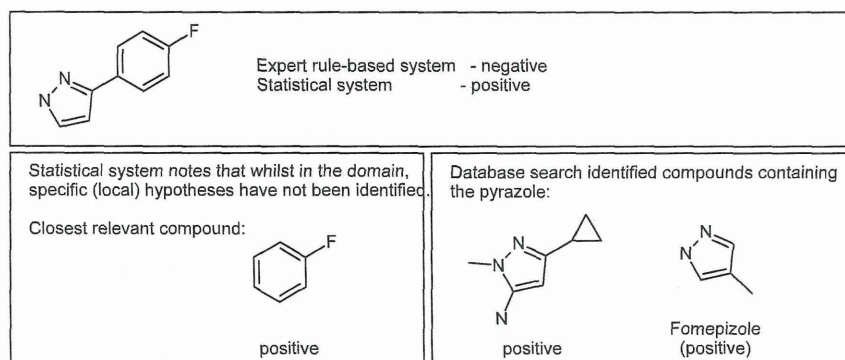 F
N
N
Expert rule-based system - negative
Statistical system - positive
Statistical system notes that whilst in the domain,
specific (local) hypotheses have not been identified.
Closest relevant compound:
F
positive
Database search identified compounds containing
the pyrazole:
N
N
N
positive
N
N
Fomepizole
(positive)